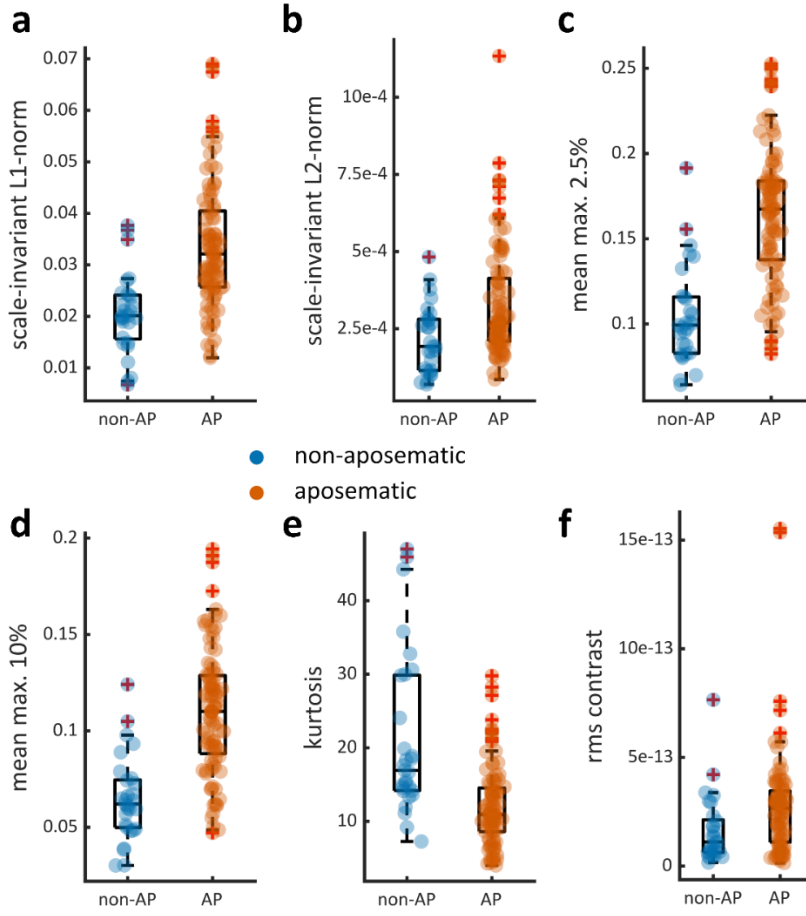 a
scale-invariant L1-norm
0.07
0.06
0.05
0.04
0.03
0.02
0.01
non-AP AP
b
scale-invariant L2-norm
10e-4
7.5e-4
5e-4
2.5e-4
non-AP AP
c
mean max. 2.5%
0.25
0.2
0.15
0.1
non-AP AP
non-aposematic
aposematic
d
mean max. 10%
0.2
0.15
0.1
0.05
non-AP AP
e
kurtosis
40
30
20
10
non-AP AP
f
rms contrast
15e-13
10e-13
5e-13
0
non-AP AP